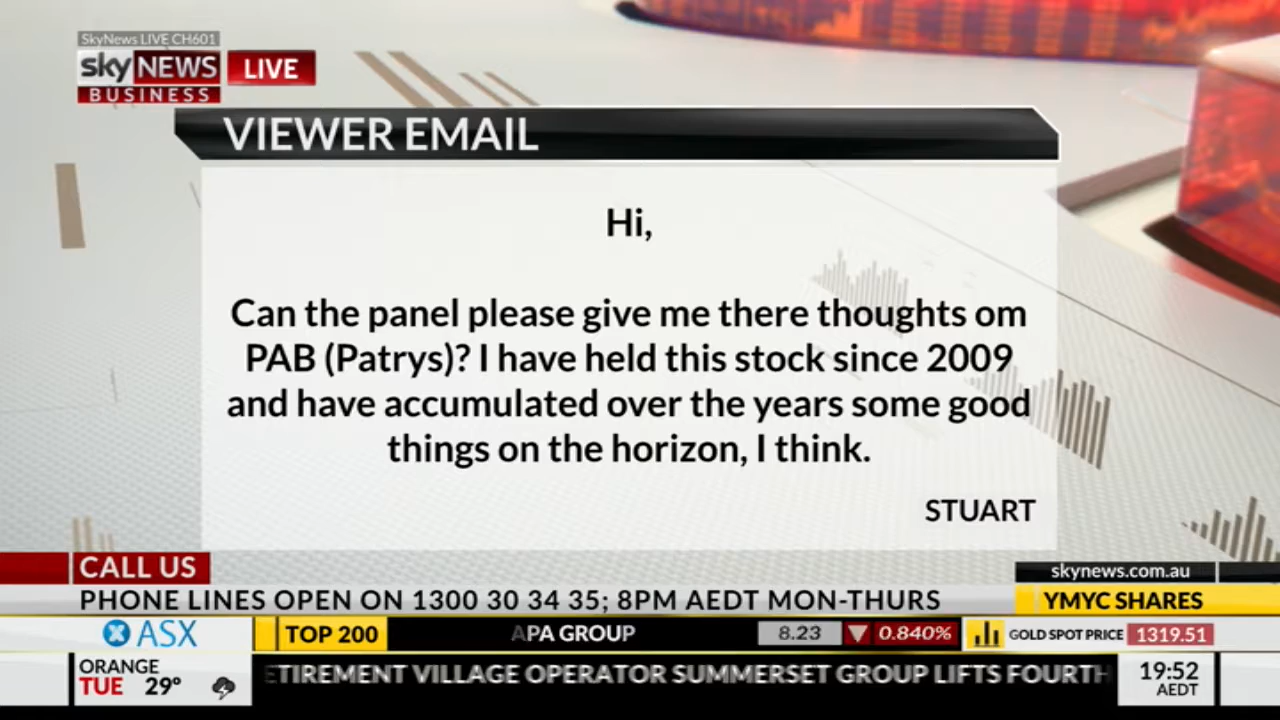 SkyNews LIVE CH601
sky NEWS LIVE
BUSINESS
VIEWER EMAIL
Hi,
Can the panel please give me there thoughts om
PAB (Patrys)? I have held this stock since 2009
and have accumulated over the years some good
things on the horizon, I think.
STUART
CALL US
skynews.com.au
PHONE LINES OPEN ON 1300 30 34 35; 8PM AEDT MON-THURS
YMYC SHARES
ASX TOP 200 APA GROUP 8.23 0.840% GOLD SPOT PRICE 1319.51
ORANGE
TUE 29°
ETIREMENT VILLAGE OPERATOR SUMMERSET GROUP LIFTS FOURTH
19:52
AEDT